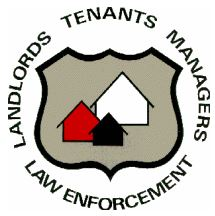 LANDLORDS TENANTS MANAGERS
LAW ENFORCEMENT